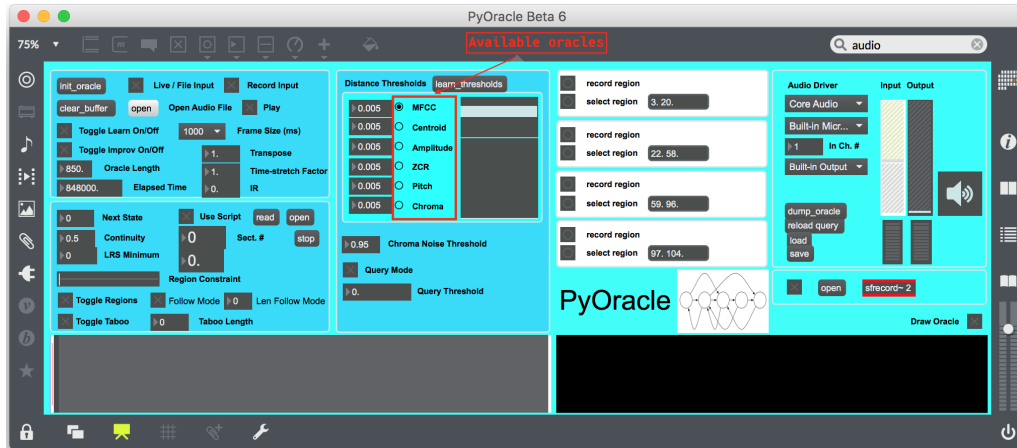 PyOracle Beta 6
75%
Available oracles
audio
init_oracle Live / File Input Record Input
clear_buffer open Open Audio File Play
Toggle Learn On/Off 1000 Frame Size (ms)
Toggle Improv On/Off 1. Transpose
850. Oracle Length 1. Time-stretch Factor
848000. Elapsed Time 0. IR
0 Next State Use Script read open
0.5 Continuity 0 Sect. # stop
0 LRS Minimum 0.
Region Constraint
Toggle Regions Follow Mode 0 Len Follow Mode
Toggle Taboo 0 Taboo Length
Distance Thresholds learn_thresholds
0.005 MFCC
0.005 Centroid
0.005 Amplitude
0.005 ZCR
0.005 Pitch
0.005 Chroma
0.95 Chroma Noise Threshold
Query Mode
0. Query Threshold
record region
select region 3. 20.
record region
select region 22. 58.
record region
select region 59. 96.
record region
select region 97. 104.
PyOracle
Audio Driver Input Output
Core Audio
Built-in Micr...
1 In Ch. #
Built-in Output
dump_oracle
reload query
load
save
open sfrecord~ 2
Draw Oracle